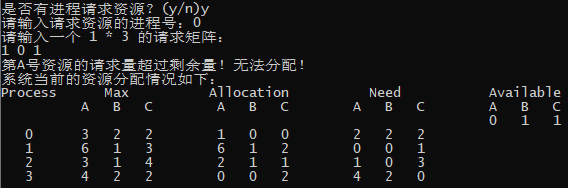 是否有进程请求资源？(y/n)y
请输入请求资源的进程号：0
请输入一个 1 * 3 的请求矩阵：
1 0 1
第A号资源的请求量超过剩余量！无法分配！
系统当前的资源分配情况如下：
Process Max Allocation Need Available
A B C A B C A B C A B C
0 1 1
0 3 2 2 1 0 0 2 2 2
1 6 1 3 6 1 2 0 0 1
2 3 1 4 2 1 1 1 0 3
3 4 2 2 0 0 2 4 2 0